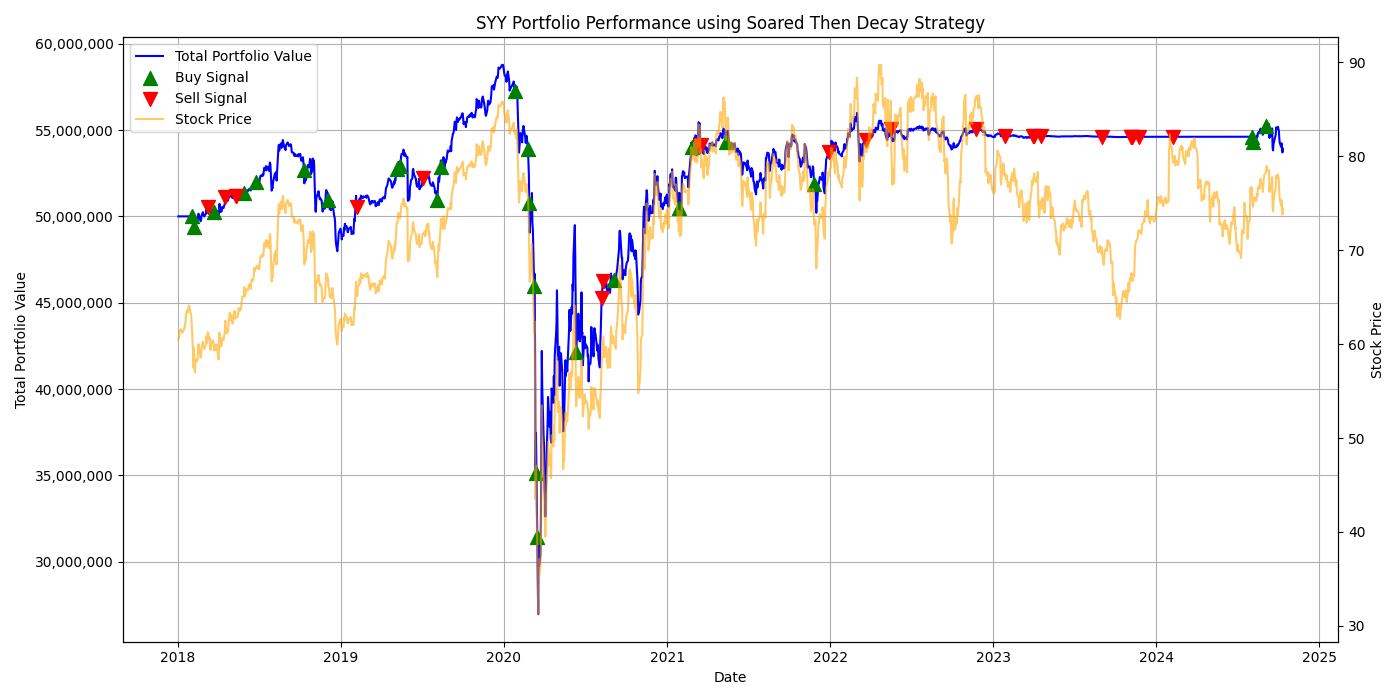 SYY Portfolio Performance using Soared Then Decay Strategy
Total Portfolio Value
Buy Signal
Sell Signal
Stock Price
60,000,000
55,000,000
50,000,000
45,000,000
40,000,000
35,000,000
30,000,000
Total Portfolio Value
90
80
70
60
50
40
30
Stock Price
2018
2019
2020
2021
2022
2023
2024
2025
Date